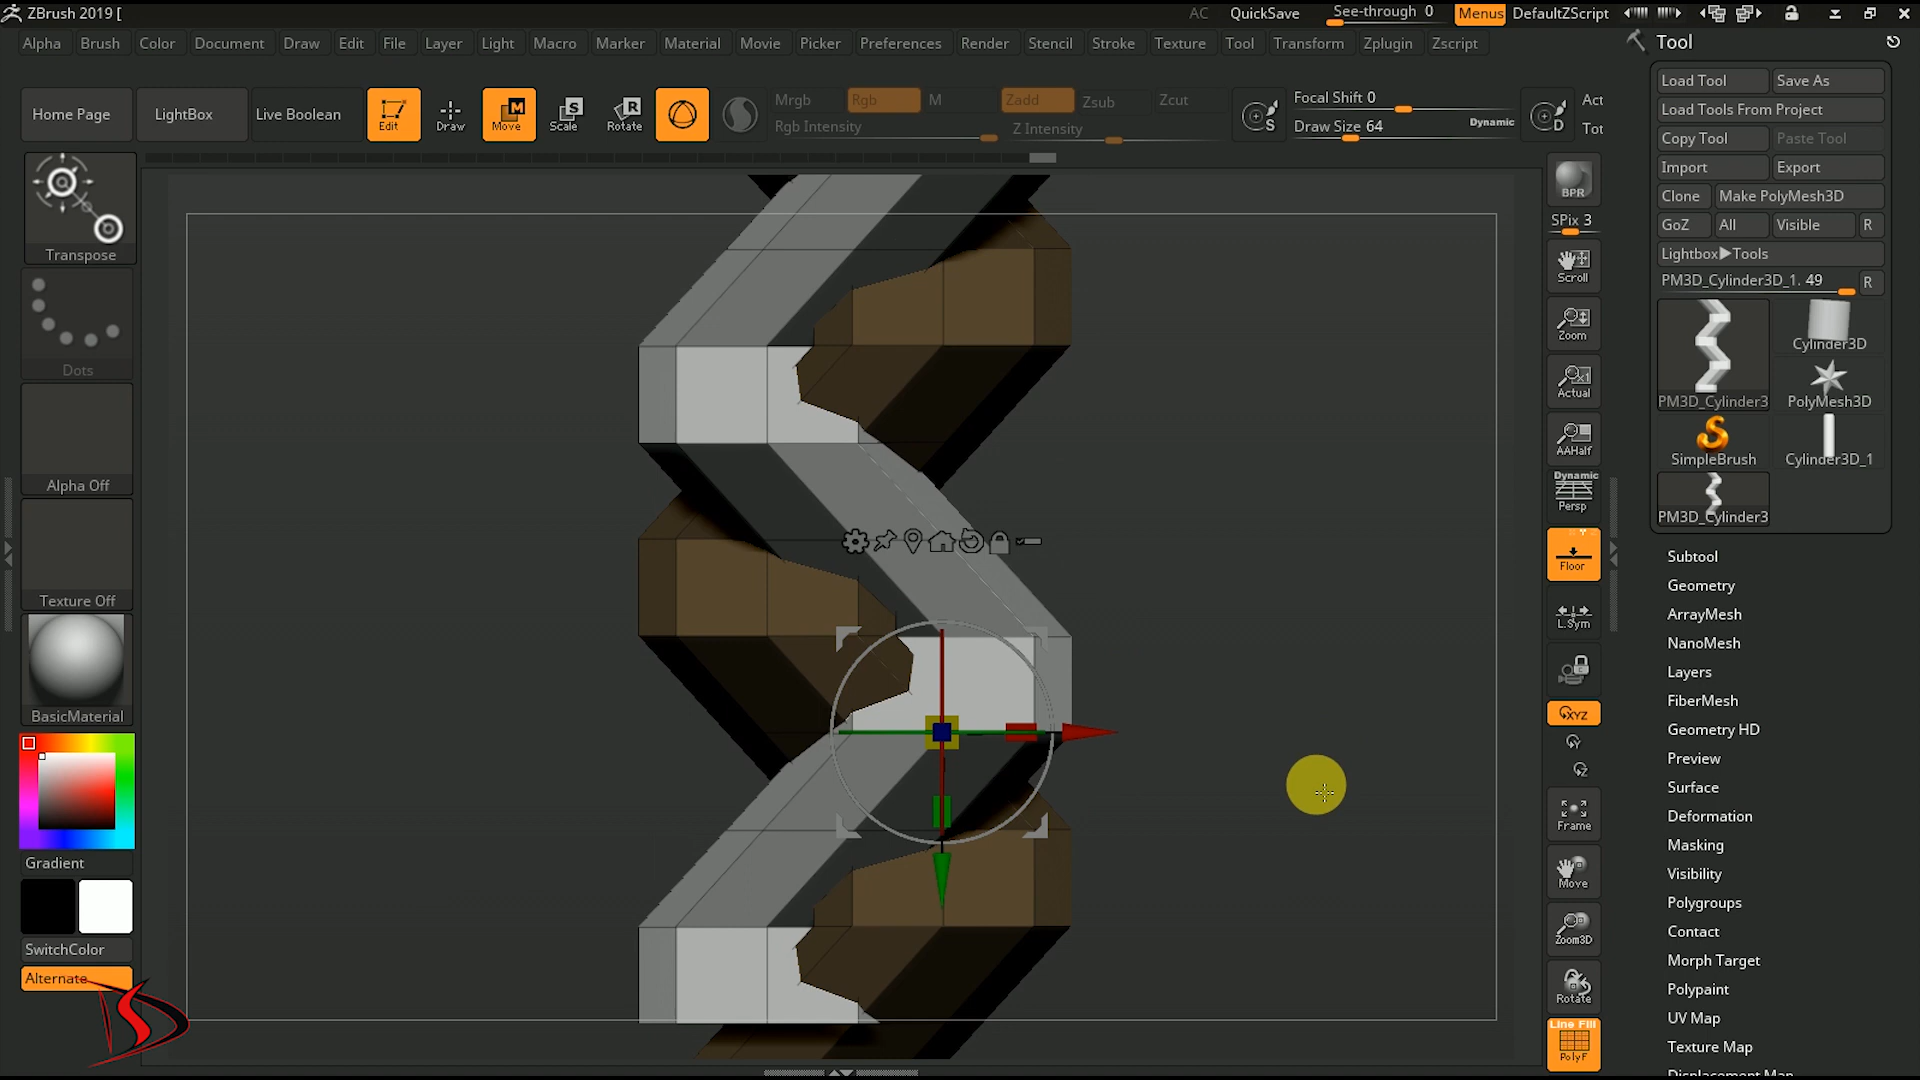 ZBrush 2019 [
AC QuickSave See-through 0 Menus DefaultZScript
Alpha Brush Color Document Draw Edit File Layer Light Macro Marker Material Movie Picker Preferences Render Stencil Stroke Texture Tool Transform Zplugin Zscript
Tool
Home Page LightBox Live Boolean Edit Draw Move Scale Rotate
Mrgb Rgb M Zadd Zsub Zcut
Rgb Intensity Z Intensity
Focal Shift 0
Draw Size 64 Dynamic
Act
Tot
Load Tool Save As
Load Tools From Project
Copy Tool Paste Tool
Import Export
Clone Make PolyMesh3D
GoZ All Visible R
Lightbox▶Tools
PM3D_Cylinder3D_1. 49 R
Cylinder3D
PM3D_Cylinder3 PolyMesh3D
SimpleBrush Cylinder3D_1
PM3D_Cylinder3
Subtool
Geometry
ArrayMesh
NanoMesh
Layers
FiberMesh
Geometry HD
Preview
Surface
Deformation
Masking
Visibility
Polygroups
Contact
Morph Target
Polypaint
UV Map
Texture Map
Displacement Map
Transpose
Dots
Alpha Off
Texture Off
BasicMaterial
Gradient
SwitchColor
Alternate
BPR
SPix 3
Scroll
Zoom
Actual
AAHalf
Dynamic
Persp
Floor
L.Sym
XYZ
Y
Z
Frame
Move
Zoom3D
Rotate
Line Fill
PolyF